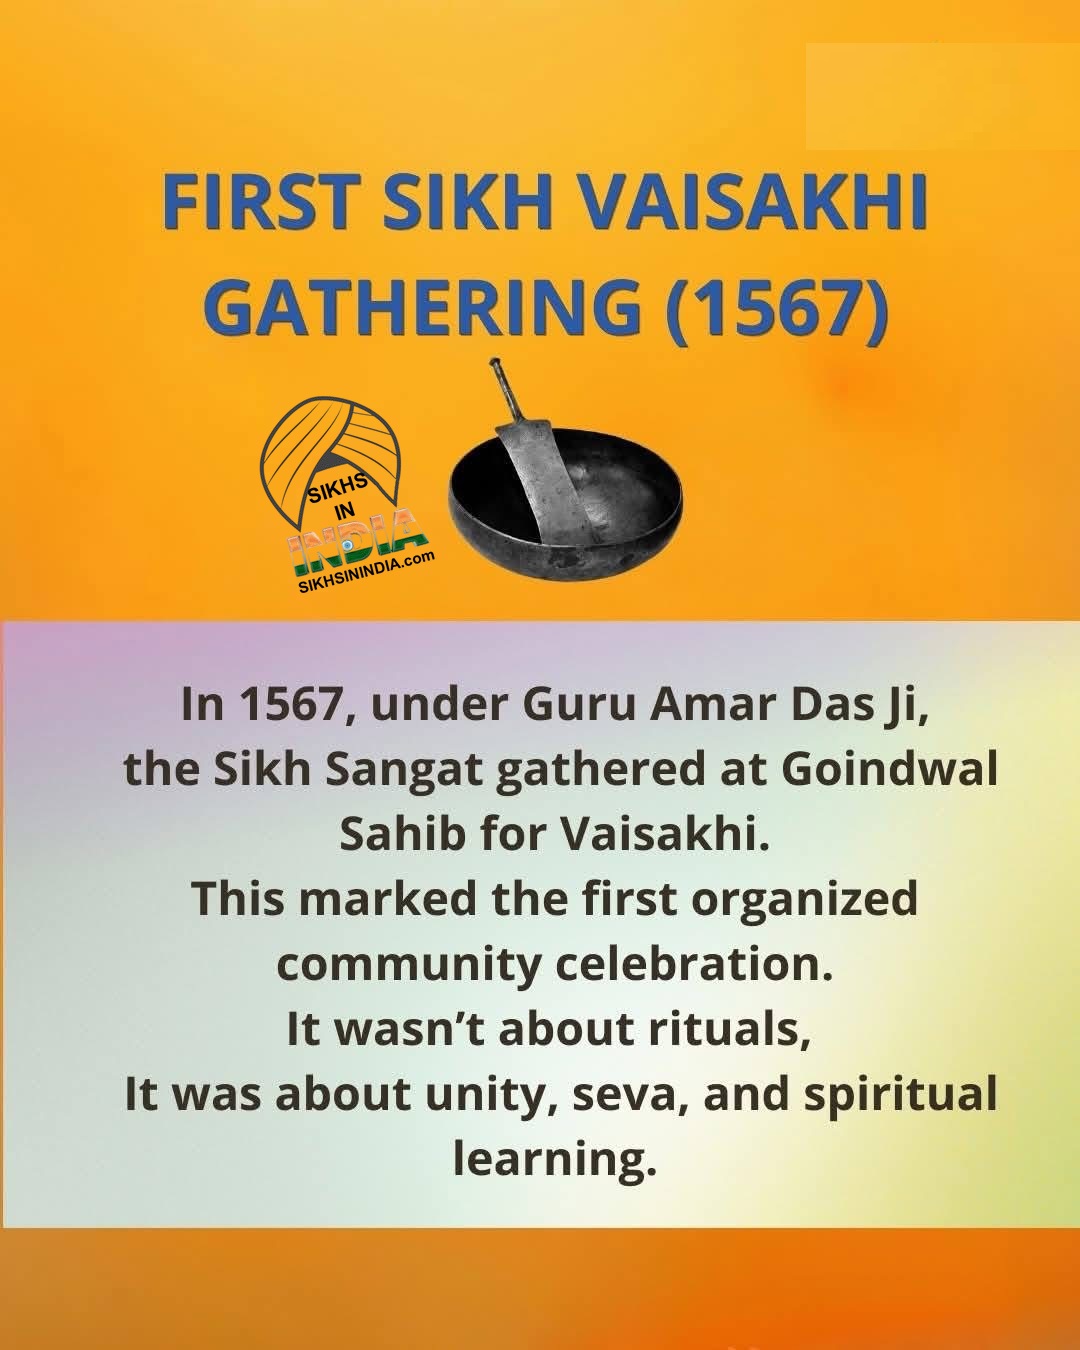 FIRST SIKH VAISAKHI
GATHERING (1567)
SIKHS
IN
INDIA
SIKHSININDIA.com
In 1567, under Guru Amar Das Ji,
the Sikh Sangat gathered at Goindwal
Sahib for Vaisakhi.
This marked the first organized
community celebration.
It wasn’t about rituals,
It was about unity, seva, and spiritual
learning.